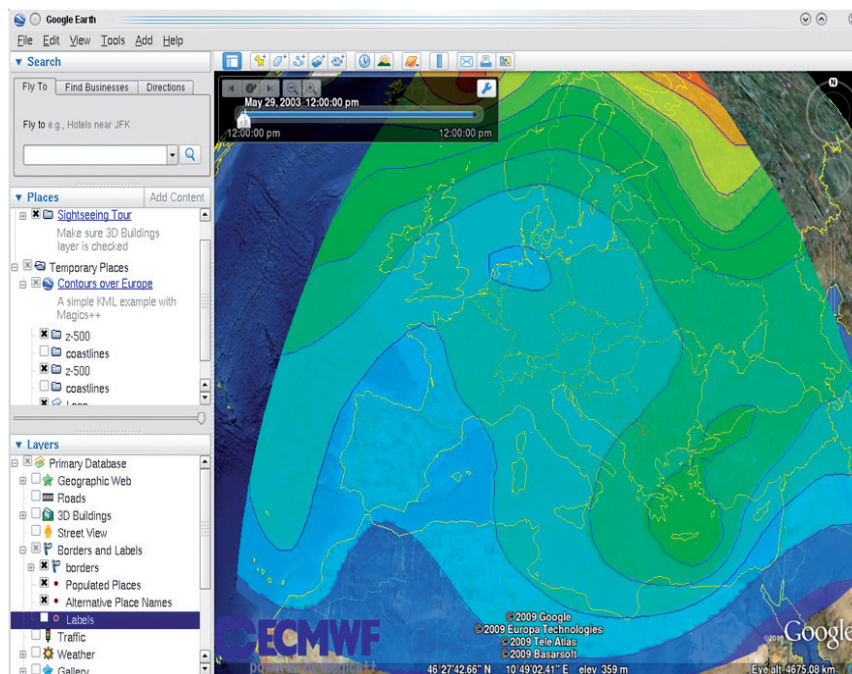 Google Earth
File Edit View Tools Add Help
Search
Fly To Find Businesses Directions
Fly to e.g., Hotels near JFK
Places Add Content
Sightseeing Tour
Make sure 3D Buildings
layer is checked
Temporary Places
Contours over Europe
A simple KML example with
Magics++
z-500
coastlines
z-500
coastlines
Layers
Primary Database
Geographic Web
Roads
3D Buildings
Street View
Borders and Labels
borders
Populated Places
Alternative Place Names
Labels
Traffic
Weather
Gallery
May 29, 2003 12:00:00 pm
12:00:00 pm 12:00:00 pm
N
ECMWF
powered by Magics++
© 2009 Google
© 2009 Europa Technologies
© 2009 Tele Atlas
© 2009 Basarsoft
©2009 Google
46°27'42.66" N 10°49'02.41" E elev 359 m Eye alt 4675.08 km